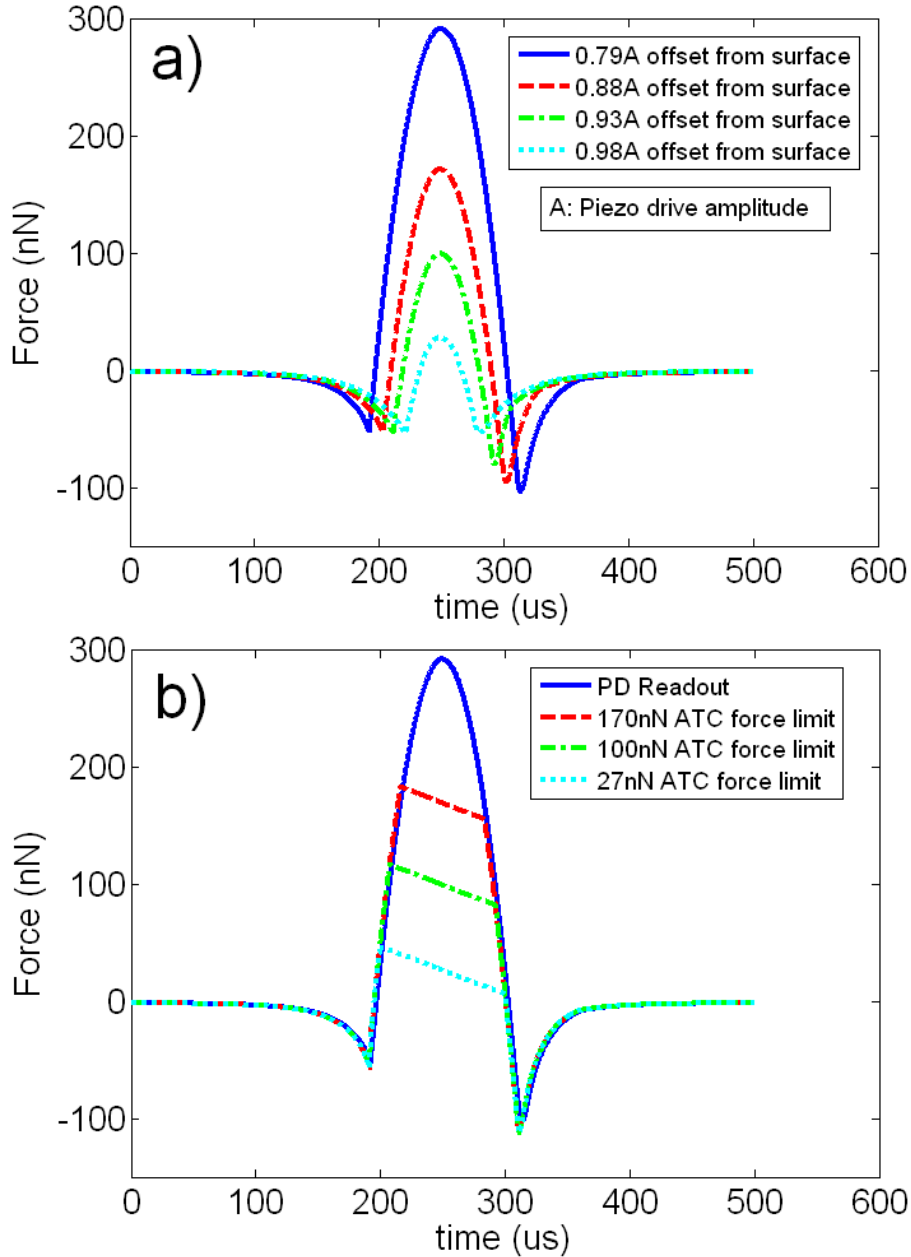 a)
300
200
100
0
-100
Force (nN)
0.79A offset from surface
0.88A offset from surface
0.93A offset from surface
0.98A offset from surface
A: Piezo drive amplitude
0 100 200 300 400 500 600
time (us)
b)
300
200
100
0
-100
Force (nN)
PD Readout
170nN ATC force limit
100nN ATC force limit
27nN ATC force limit
0 100 200 300 400 500 600
time (us)